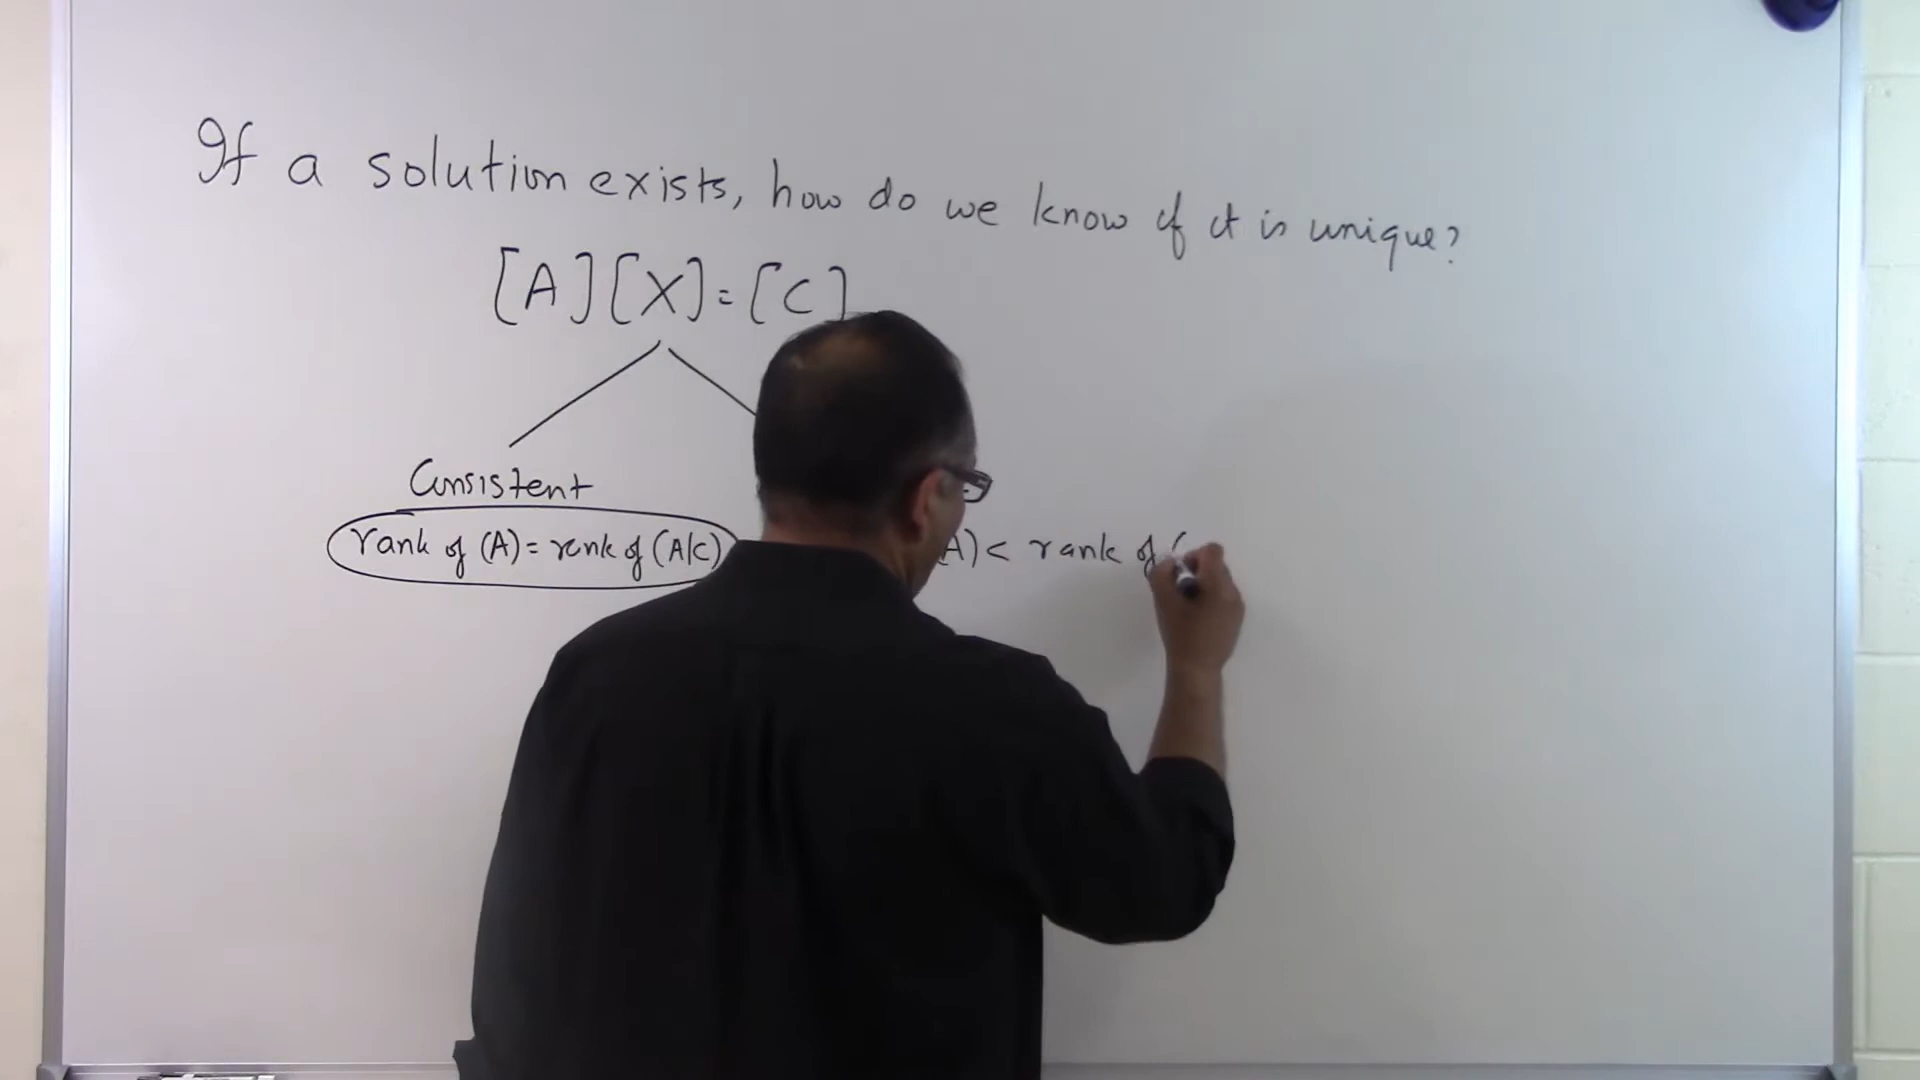 If a solution exists, how do we know if it is unique?
[A][X]=[C]
Consistent
rank of (A) = rank of (A|C)
A) < rank of (